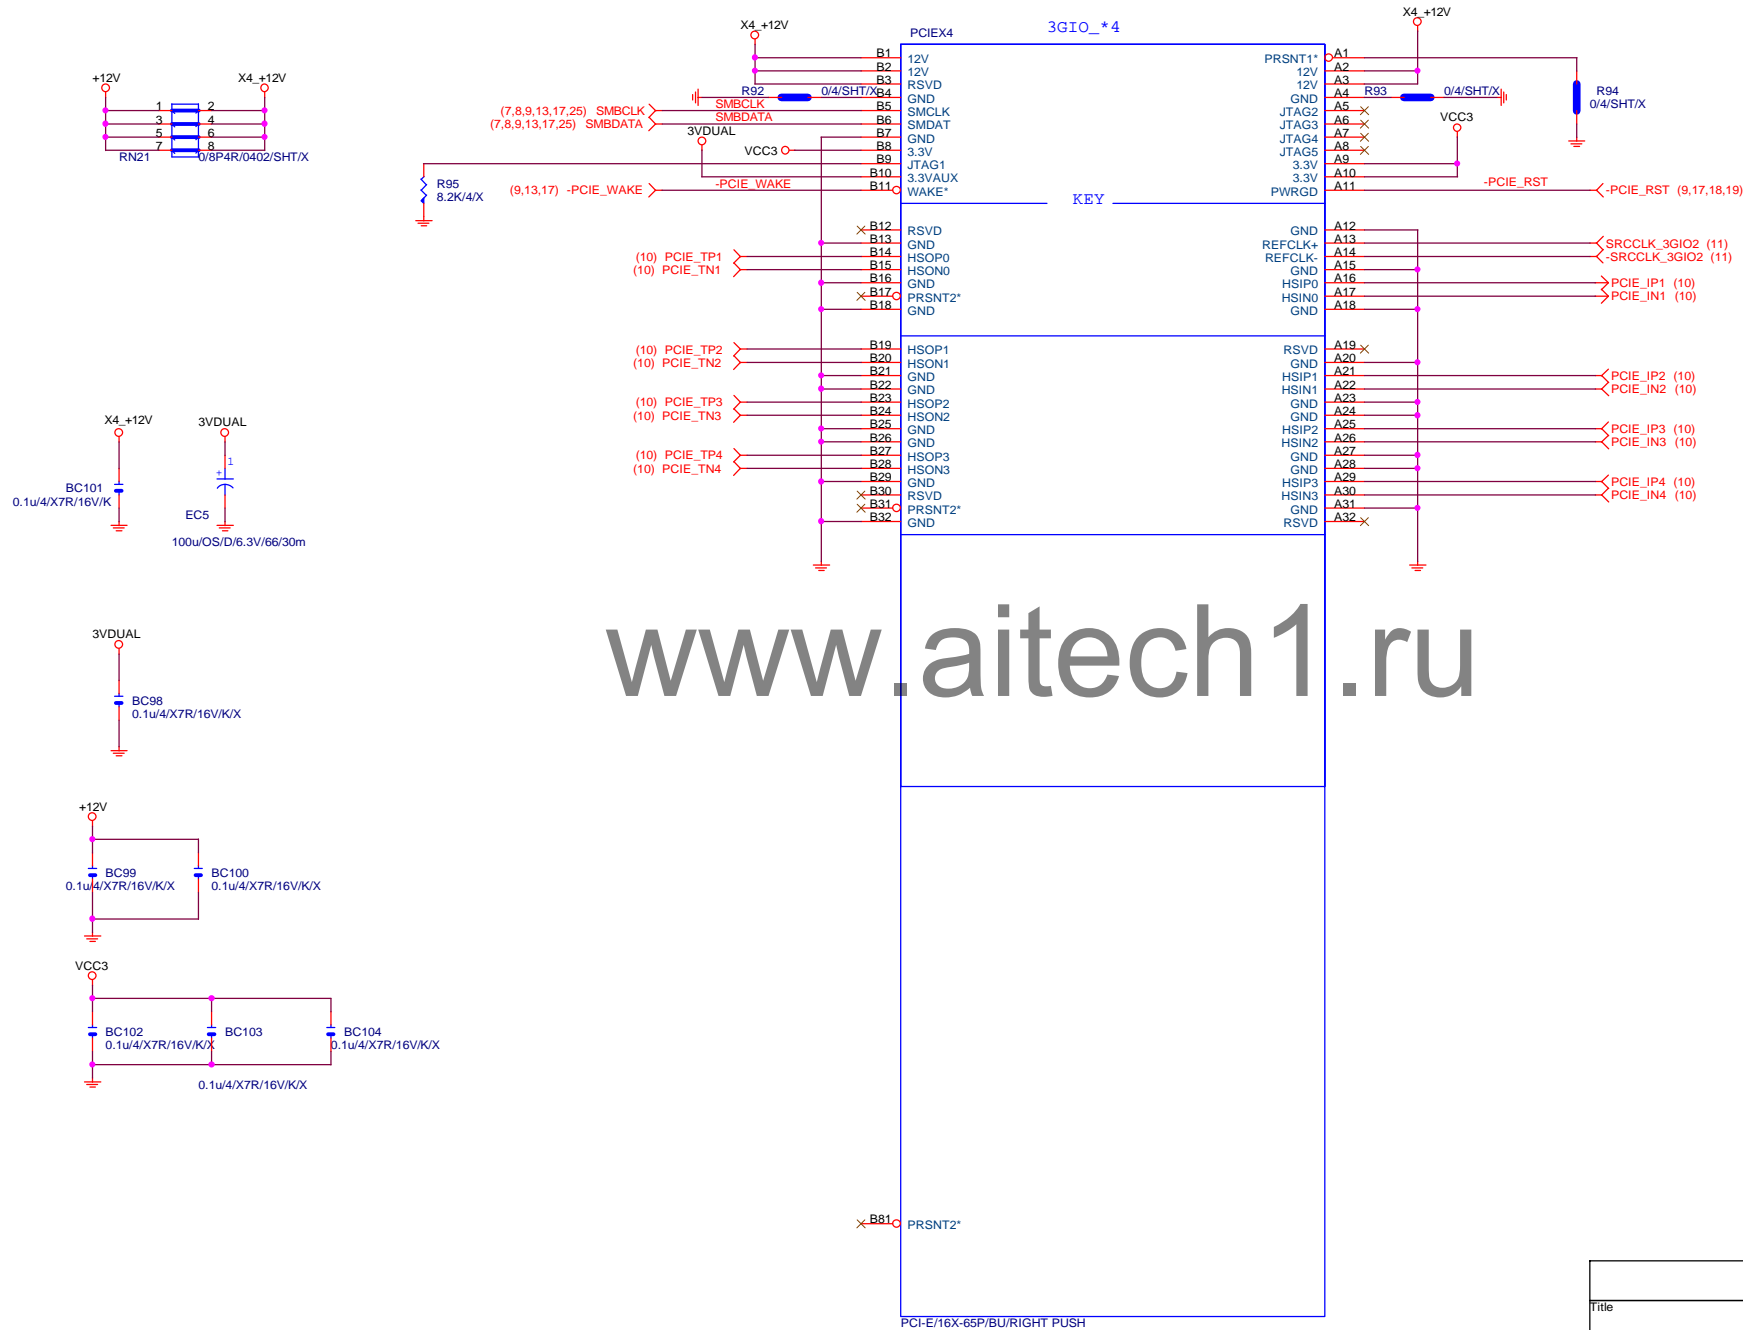 3GIO_*4
PCIEX4
X4_+12V
X4_+12V
+12V
X4_+12V
1 2
3 4
5 6
7 8
RN21
0/8P4R/0402/SHT/X
B1 12V
B2 12V
B3 RSVD
B4 GND
B5 SMCLK
B6 SMDAT
B7 GND
B8 3.3V
B9 JTAG1
B10 3.3VAUX
B11 WAKE*
PRSNT1* A1
12V A2
12V A3
GND A4
JTAG2 A5
JTAG3 A6
JTAG4 A7
JTAG5 A8
3.3V A9
3.3V A10
PWRGD A11
R92
0/4/SHT/X
R93
0/4/SHT/X
R94
0/4/SHT/X
(7,8,9,13,17,25) SMBCLK
SMBCLK
(7,8,9,13,17,25) SMBDATA
SMBDATA
3VDUAL
VCC3
VCC3
R95
8.2K/4/X
(9,13,17) -PCIE_WAKE
-PCIE_WAKE
-PCIE_RST
-PCIE_RST (9,17,18,19)
KEY
B12 RSVD
B13 GND
B14 HSOP0
B15 HSON0
B16 GND
B17 PRSNT2*
B18 GND
GND A12
REFCLK+ A13
REFCLK- A14
GND A15
HSIP0 A16
HSIN0 A17
GND A18
(10) PCIE_TP1
(10) PCIE_TN1
SRCCLK_3GIO2 (11)
-SRCCLK_3GIO2 (11)
PCIE_IP1 (10)
PCIE_IN1 (10)
B19 HSOP1
B20 HSON1
B21 GND
B22 GND
B23 HSOP2
B24 HSON2
B25 GND
B26 GND
B27 HSOP3
B28 HSON3
B29 GND
B30 RSVD
B31 PRSNT2*
B32 GND
RSVD A19
GND A20
HSIP1 A21
HSIN1 A22
GND A23
GND A24
HSIP2 A25
HSIN2 A26
GND A27
GND A28
HSIP3 A29
HSIN3 A30
GND A31
RSVD A32
(10) PCIE_TP2
(10) PCIE_TN2
(10) PCIE_TP3
(10) PCIE_TN3
(10) PCIE_TP4
(10) PCIE_TN4
PCIE_IP2 (10)
PCIE_IN2 (10)
PCIE_IP3 (10)
PCIE_IN3 (10)
PCIE_IP4 (10)
PCIE_IN4 (10)
X4_+12V
BC101
0.1u/4/X7R/16V/K
3VDUAL
1
+
EC5
100u/OS/D/6.3V/66/30m
www.aitech1.ru
3VDUAL
BC98
0.1u/4/X7R/16V/K/X
+12V
BC99
0.1u/4/X7R/16V/K/X
BC100
0.1u/4/X7R/16V/K/X
VCC3
BC102
0.1u/4/X7R/16V/K/X
BC103
0.1u/4/X7R/16V/K/X
BC104
0.1u/4/X7R/16V/K/X
B81 PRSNT2*
PCI-E/16X-65P/BU/RIGHT PUSH
Title